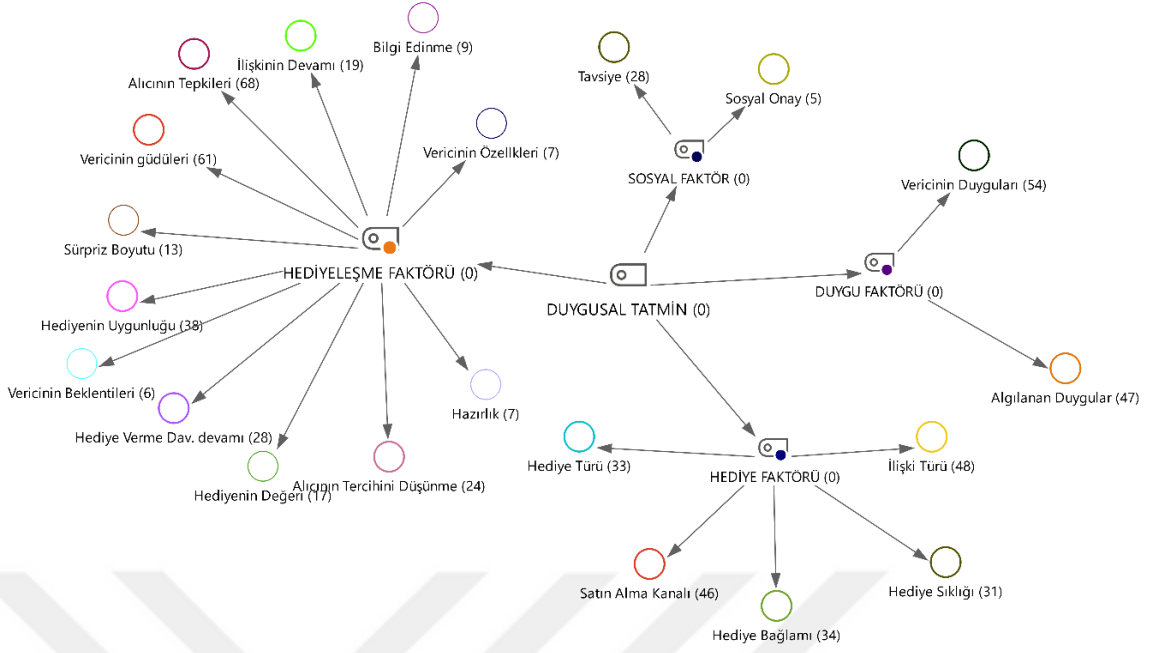 Bilgi Edinme (9)
İlişkinin Devamı (19)
Alıcının Tepkileri (68)
Tavsiye (28)
Sosyal Onay (5)
Vericinin güdüleri (61)
Vericinin Özellkleri (7)
SOSYAL FAKTÖR (0)
Vericinin Duyguları (54)
Sürpriz Boyutu (13)
HEDİYELEŞME FAKTÖRÜ (0)
DUYGU FAKTÖRÜ (0)
DUYGUSAL TATMİN (0)
Hediyenin Uygunluğu (38)
Vericinin Beklentileri (6)
Algılanan Duygular (47)
Hazırlık (7)
Hediye Verme Dav. devamı (28)
Hediye Türü (33)
İlişki Türü (48)
HEDİYE FAKTÖRÜ (0)
Alıcının Tercihini Düşünme (24)
Hediyenin Değeri (17)
Satın Alma Kanalı (46)
Hediye Sıklığı (31)
Hediye Bağlamı (34)